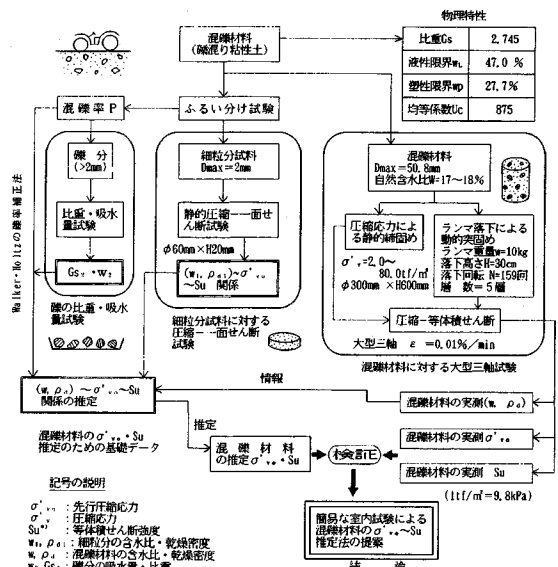 物理特性
比重Gs 2.745
液性限界wL 47.0 %
塑性限界wp 27.7%
均等係数Uc 875
混礫材料
(礫混り粘性土)
混礫率 P
ふるい分け試験
Walker-Holtzの礫率補正法
礫 分
(>2mm)
比重・吸水
量試験
礫の比重・吸水
量試験
細粒分試料
Dmax=2mm
静的圧縮-一面せ
ん断試験
φ60mm×H20mm
~Su 関係
細粒分試料に対する
圧縮-一面せん断
試験
混礫材料
Dmax=50.8mm
自然含水比W=17~18%
圧縮応力によ
る静的締固め
σ'v=2.0~
80.0tf/㎡
φ300mm ×H600mm
ランマ落下による
動的突固め
ランマ重量w=10kg
落下高さH=30cm
落下回転 N=159回
層 数=5層
圧縮-等体積せん断
大型三軸 ε =0.01%/min
混礫材料に対する大型三軸試験
情報
関係の推定
混礫材料のσ'vo・Su
推定のための基礎データ
推定
混 礫 材 料
の推定σ'vo・Su
検証
混礫材料の実測(w, ρd)
混礫材料の実測σ'vo
混礫材料の実測 Su
(1tf/㎡=9.8kPa)
簡易な室内試験による
混礫材料のσ'vo~Su
推定法の提案
記号の説明
σ'vo : 先行圧縮応力
σ'v : 圧縮応力
: 等体積せん断強度
: 細粒分の含水比・乾燥密度
w, ρd : 混礫材料の含水比・乾燥密度
: 礫分の吸水量・比重